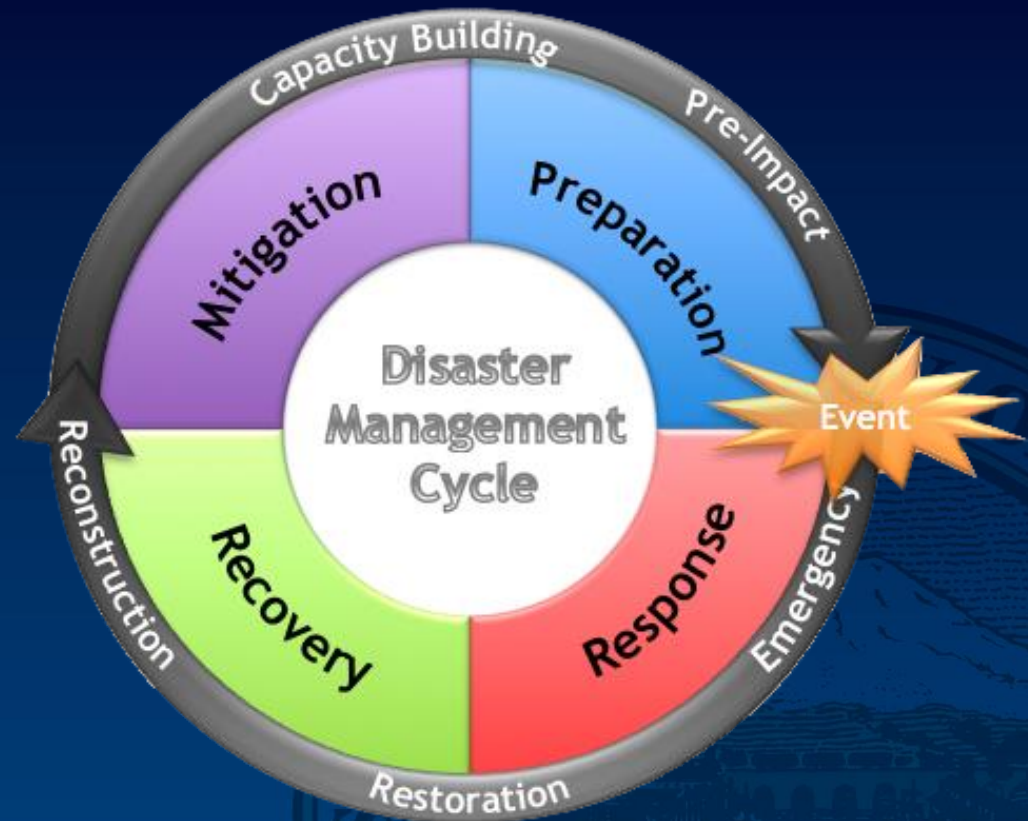 Capacity Building
Pre-Impact
Mitigation
Preparation
Disaster
Management
Cycle
Event
Reconstruction
Recovery
Response
Emergency
Restoration